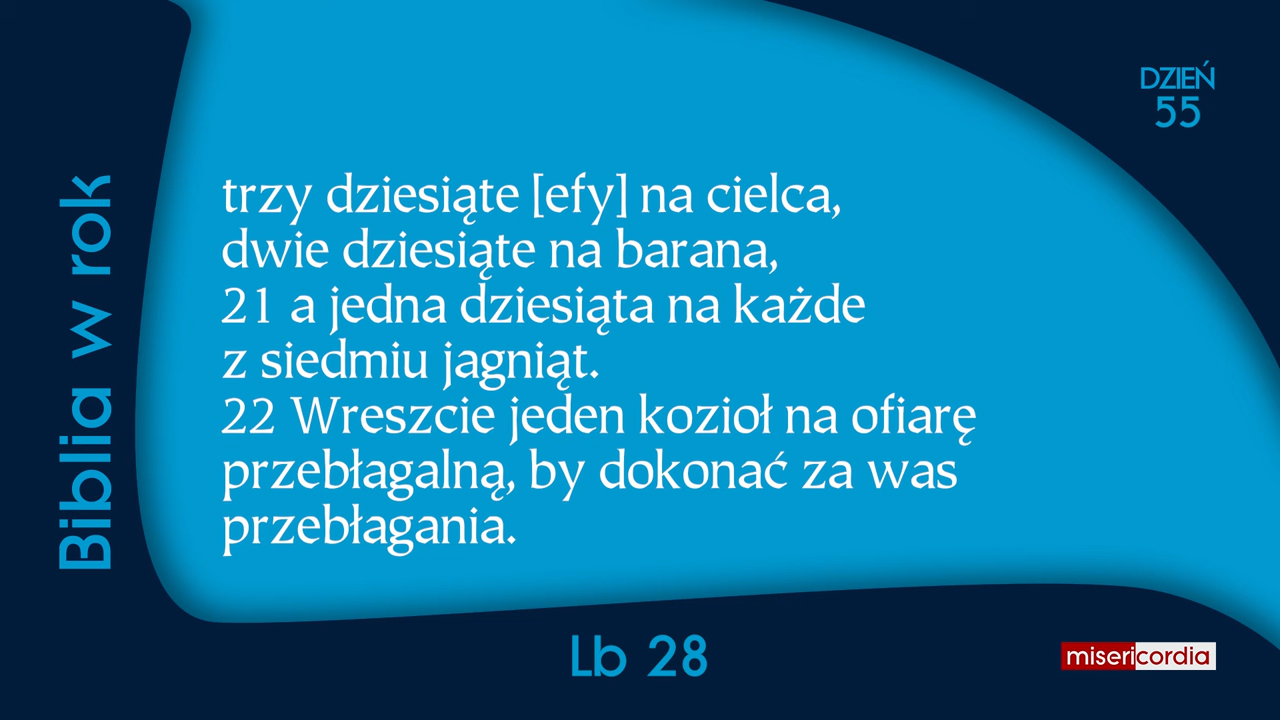 DZIEŃ
55
Biblia w rok
trzy dziesiąte [efy] na cielca,
dwie dziesiąte na barana,
21 a jedna dziesiąta na każde
z siedmiu jagniąt.
22 Wreszcie jeden kozioł na ofiarę
przebłagalną, by dokonać za was
przebłagania.
Lb 28
misericordia